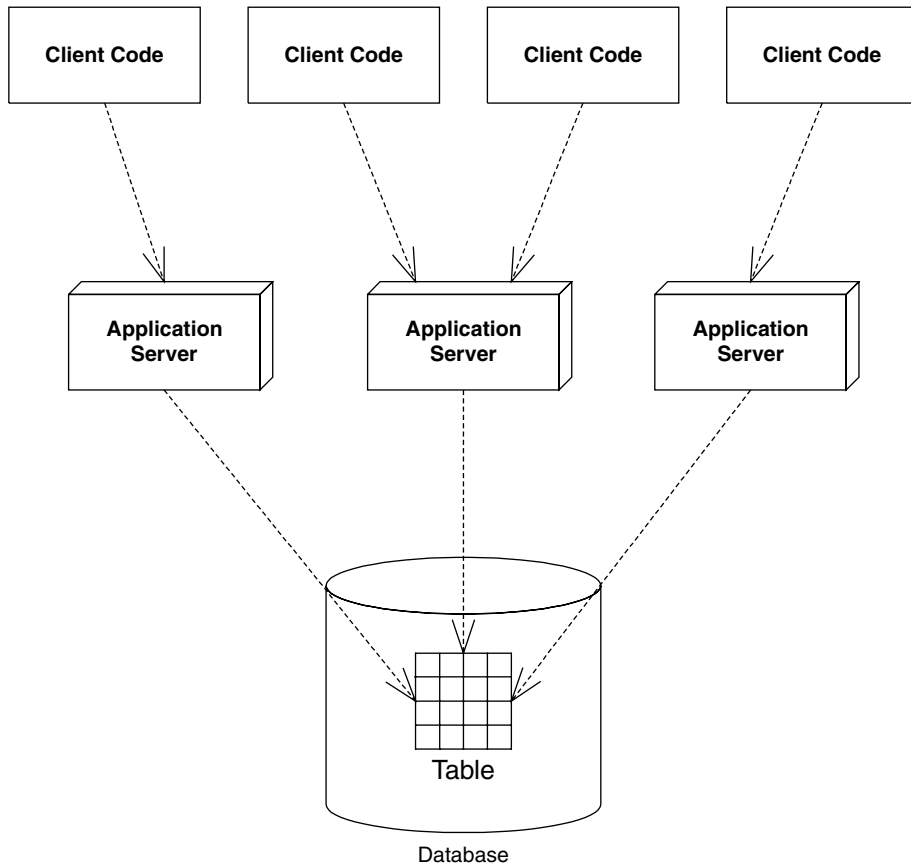 Client Code
Client Code
Client Code
Client Code
Application
Server
Application
Server
Application
Server
Table
Database